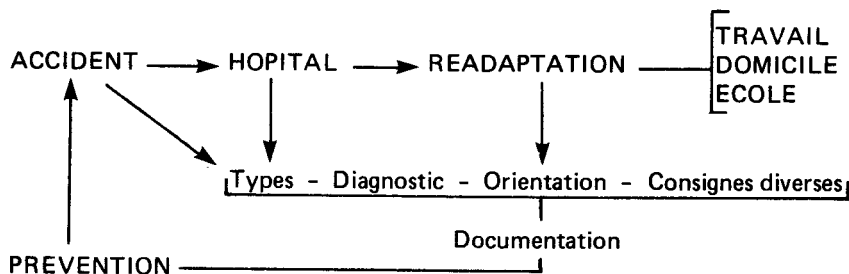 TRAVAIL
ACCIDENT HOPITAL READAPTATION DOMICILE
ECOLE
Types - Diagnostic - Orientation - Consignes diverses
Documentation
PREVENTION